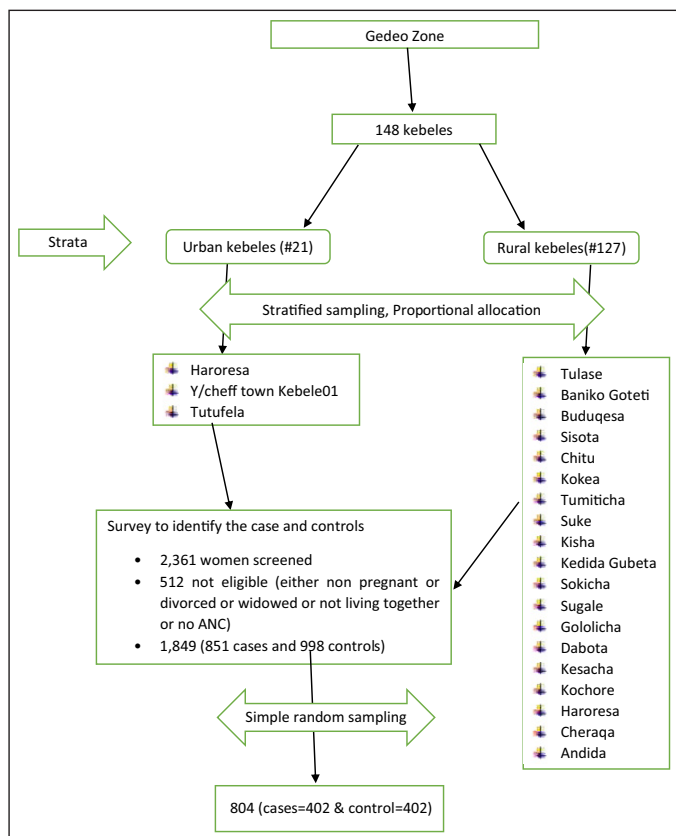 Gedeo Zone
148 kebeles
Strata
Urban kebeles (#21)
Rural kebeles(#127)
Stratified sampling, Proportional allocation
Haroresa
Y/cheff town Kebele01
Tutufela
Tulase
Baniko Goteti
Buduqesa
Sisota
Chitu
Kokea
Tumiticha
Suke
Kisha
Kedida Gubeta
Sokicha
Sugale
Gololicha
Dabota
Kesacha
Kochore
Haroresa
Cheraqa
Andida
Survey to identify the case and controls
• 2,361 women screened
• 512 not eligible (either non pregnant or
divorced or widowed or not living together
or no ANC)
• 1,849 (851 cases and 998 controls)
Simple random sampling
804 (cases=402 & control=402)